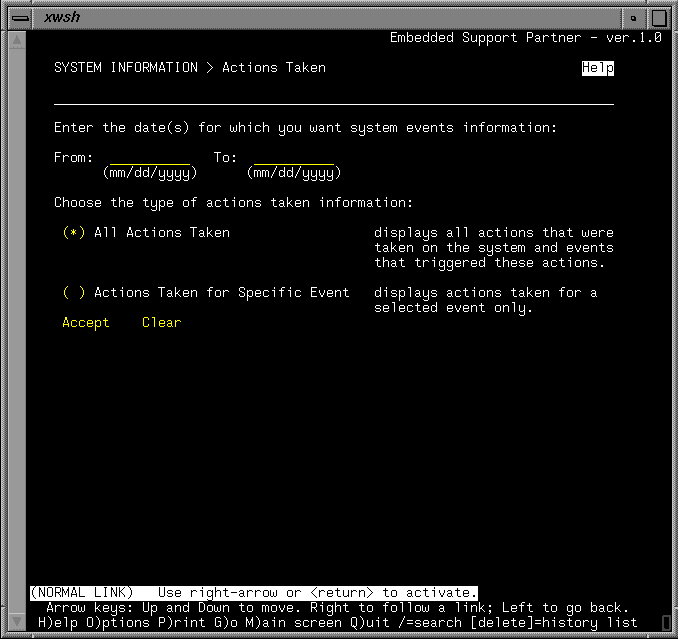 xwsh
Embedded Support Partner - ver.1.0
SYSTEM INFORMATION > Actions Taken Help
Enter the date(s) for which you want system events information:
From: __________ To: __________
(mm/dd/yyyy) (mm/dd/yyyy)
Choose the type of actions taken information:
(*) All Actions Taken displays all actions that were
taken on the system and events
that triggered these actions.
( ) Actions Taken for Specific Event displays actions taken for a
selected event only.
Accept Clear
(NORMAL LINK) Use right-arrow or <return> to activate.
Arrow keys: Up and Down to move. Right to follow a link; Left to go back.
H)elp O)ptions P)rint G)o M)ain screen Q)uit /=search [delete]=history list